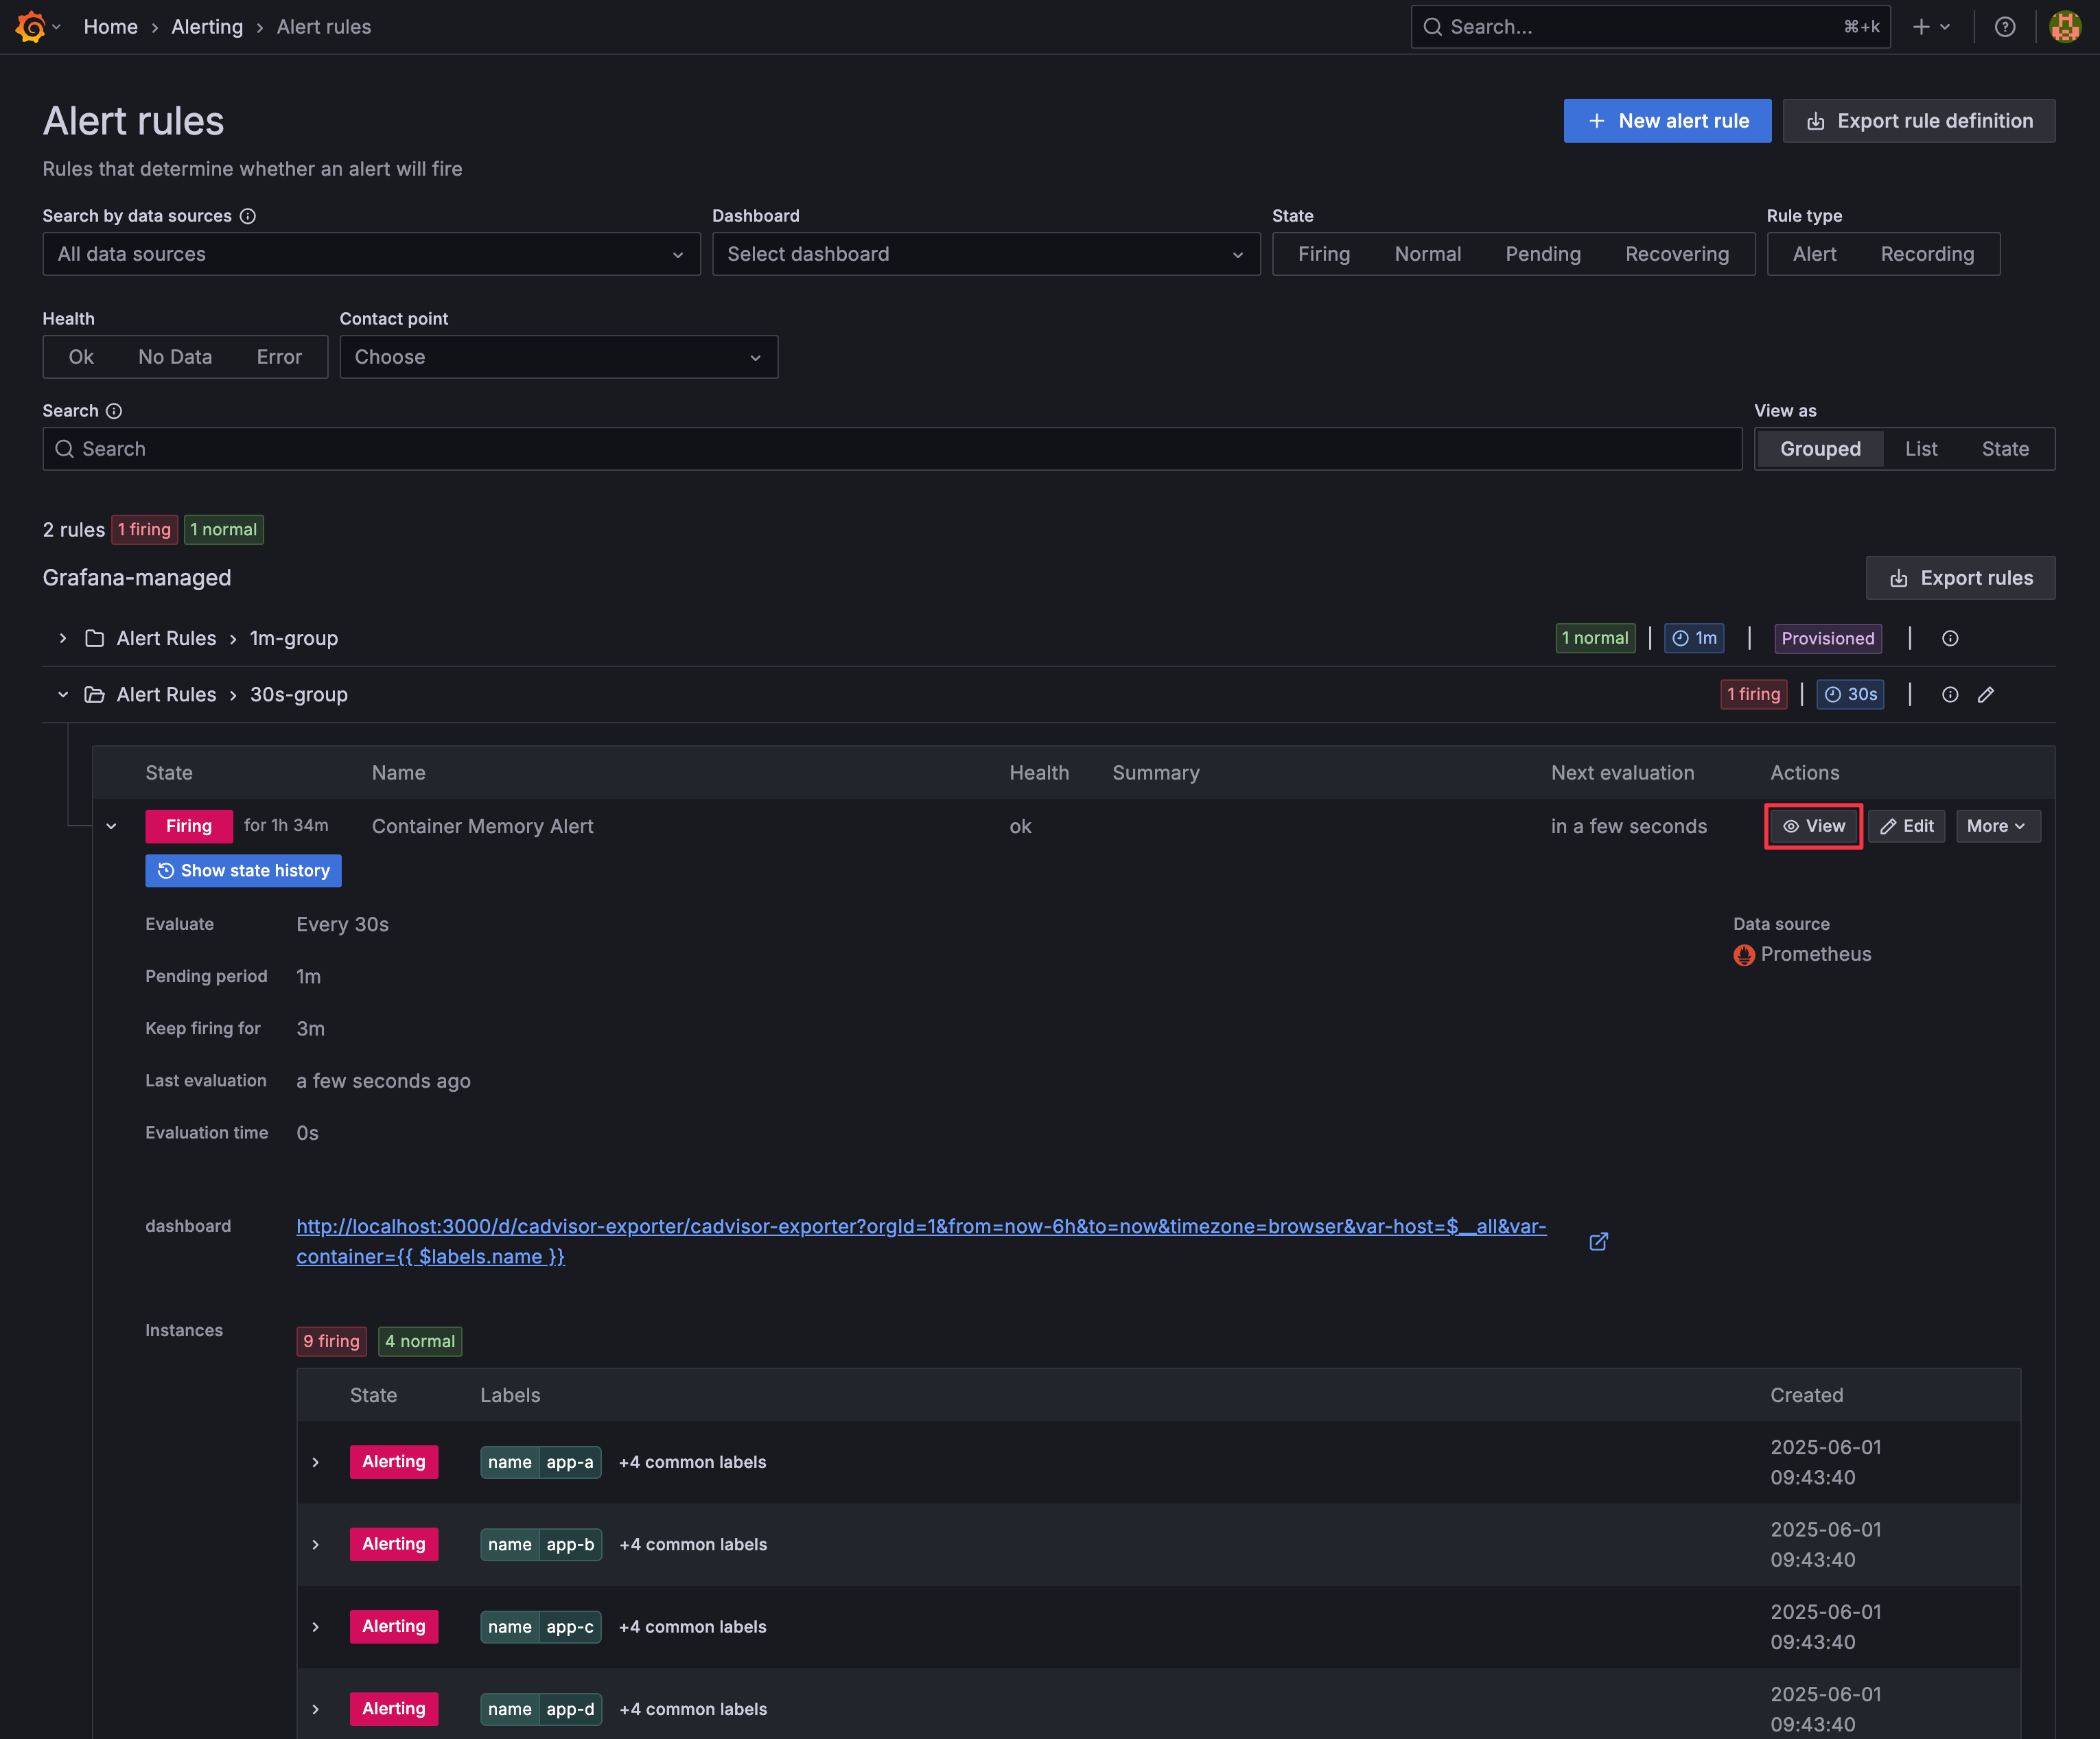 Home › Alerting › Alert rules
Search... ⌘+k
Alert rules
+ New alert rule
Export rule definition
Rules that determine whether an alert will fire
Search by data sources
Dashboard
State
Rule type
All data sources
Select dashboard
Firing Normal Pending Recovering
Alert Recording
Health
Contact point
Ok No Data Error
Choose
Search
View as
Search
Grouped List State
2 rules 1 firing 1 normal
Grafana-managed
Export rules
Alert Rules › 1m-group
1 normal | 1m | Provisioned |
Alert Rules › 30s-group
1 firing | 30s |
State Name Health Summary Next evaluation Actions
Firing for 1h 34m Container Memory Alert ok in a few seconds View Edit More
Show state history
Evaluate Every 30s
Data source
Prometheus
Pending period 1m
Keep firing for 3m
Last evaluation a few seconds ago
Evaluation time 0s
dashboard http://localhost:3000/d/cadvisor-exporter/cadvisor-exporter?orgId=1&from=now-6h&to=now&timezone=browser&var-host=$__all&var-
container={{ $labels.name }}
Instances
9 firing 4 normal
State Labels Created
Alerting name app-a +4 common labels 2025-06-01
09:43:40
Alerting name app-b +4 common labels 2025-06-01
09:43:40
Alerting name app-c +4 common labels 2025-06-01
09:43:40
Alerting name app-d +4 common labels 2025-06-01
09:43:40